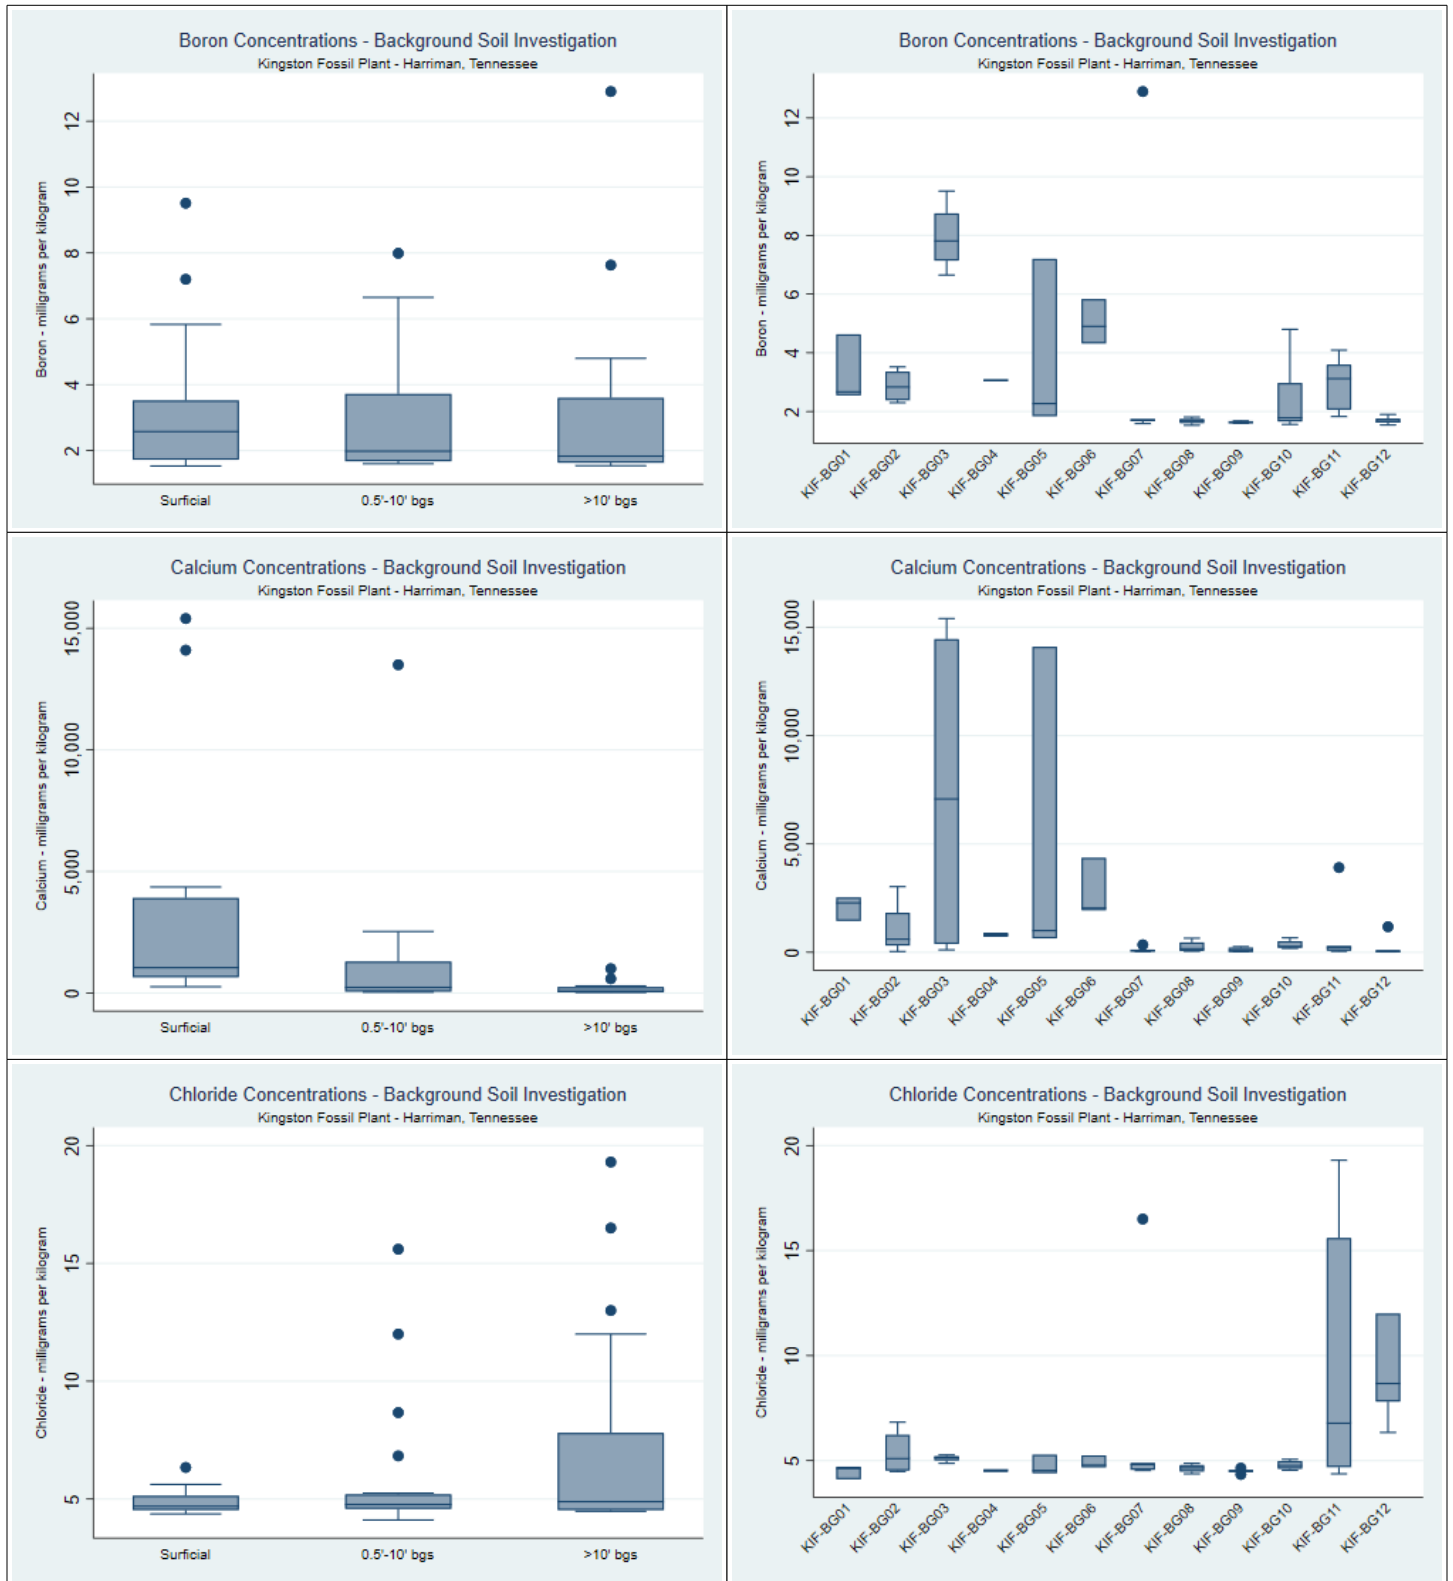 Boron Concentrations - Background Soil Investigation
Kingston Fossil Plant - Harriman, Tennessee
Boron - milligrams per kilogram
12
10
8
6
4
2
Surficial
0.5'-10' bgs
>10' bgs
Boron Concentrations - Background Soil Investigation
Kingston Fossil Plant - Harriman, Tennessee
Boron - milligrams per kilogram
12
10
8
6
4
2
KIF-BG01
KIF-BG02
KIF-BG03
KIF-BG04
KIF-BG05
KIF-BG06
KIF-BG07
KIF-BG08
KIF-BG09
KIF-BG10
KIF-BG11
KIF-BG12
Calcium Concentrations - Background Soil Investigation
Kingston Fossil Plant - Harriman, Tennessee
Calcium - milligrams per kilogram
15,000
10,000
5,000
0
Surficial
0.5'-10' bgs
>10' bgs
Calcium Concentrations - Background Soil Investigation
Kingston Fossil Plant - Harriman, Tennessee
Calcium - milligrams per kilogram
15,000
10,000
5,000
0
KIF-BG01
KIF-BG02
KIF-BG03
KIF-BG04
KIF-BG05
KIF-BG06
KIF-BG07
KIF-BG08
KIF-BG09
KIF-BG10
KIF-BG11
KIF-BG12
Chloride Concentrations - Background Soil Investigation
Kingston Fossil Plant - Harriman, Tennessee
Chloride - milligrams per kilogram
20
15
10
5
Surficial
0.5'-10' bgs
>10' bgs
Chloride Concentrations - Background Soil Investigation
Kingston Fossil Plant - Harriman, Tennessee
Chloride - milligrams per kilogram
20
15
10
5
KIF-BG01
KIF-BG02
KIF-BG03
KIF-BG04
KIF-BG05
KIF-BG06
KIF-BG07
KIF-BG08
KIF-BG09
KIF-BG10
KIF-BG11
KIF-BG12